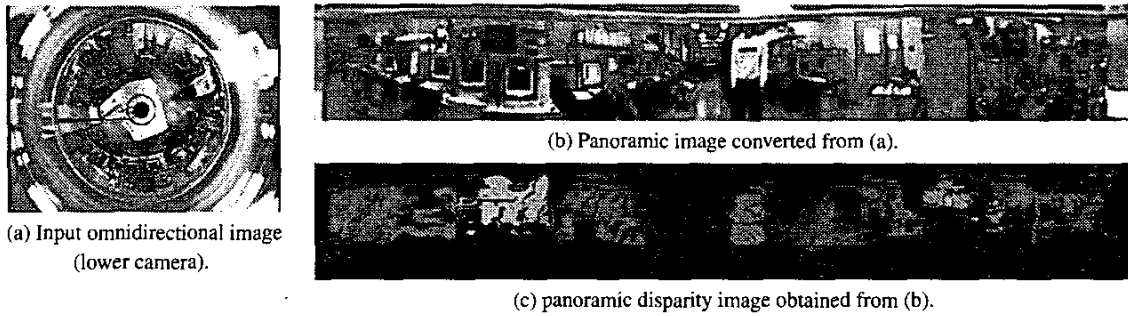 (a) Input omnidirectional image
(lower camera).
(b) Panoramic image converted from (a).
(c) panoramic disparity image obtained from (b).